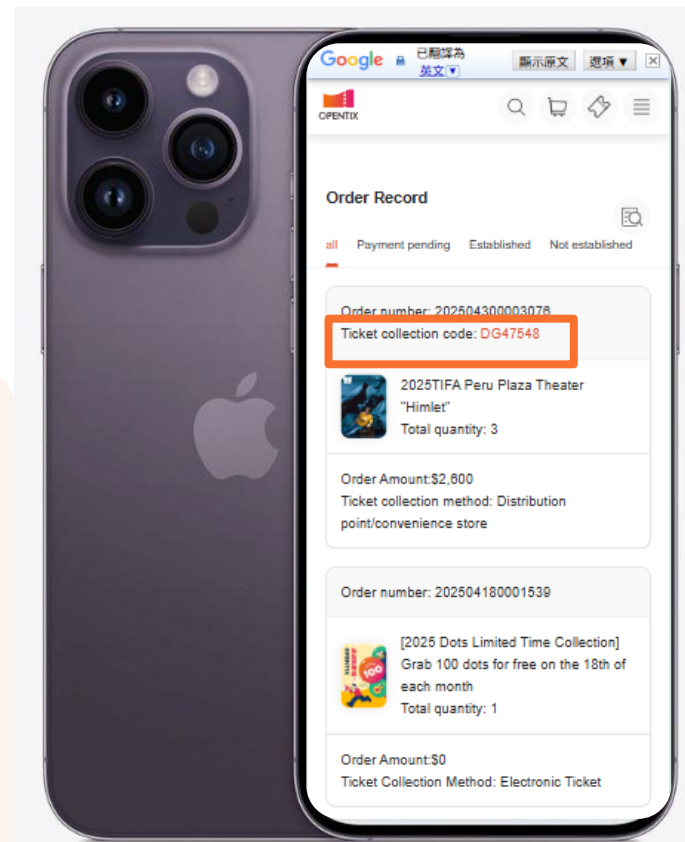 Google 已翻譯為 英文 顯示原文 選項 ▼
OPENTIX
Order Record
all Payment pending Established Not established
Order number: 202504300003076
Ticket collection code: DG47548
2025TIFA Peru Plaza Theater
"Himlet"
Total quantity: 3
Order Amount:$2,600
Ticket collection method: Distribution
point/convenience store
Order number: 202504180001539
[2025 Dots Limited Time Collection]
Grab 100 dots for free on the 18th of
each month
Total quantity: 1
100
Order Amount:$0
Ticket Collection Method: Electronic Ticket